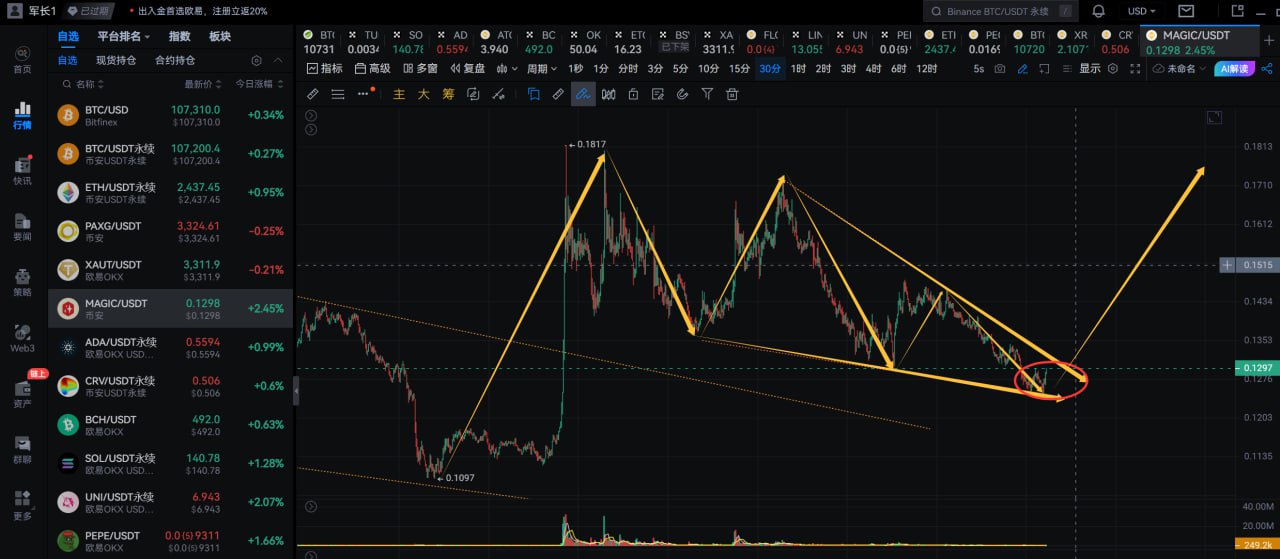 军长1 已过期 • 出入金首选欧易，注册立返20%
Binance BTC/USDT 永续 /
USD
首页
行情
快讯
要闻
策略
Web3
链上
资产
群聊
更多
自选 平台排名 指数 板块
自选 现货持仓 合约持仓
名称 最新价 今日涨幅
BTC/USD 107,310.0 +0.34%
Bitfinex $107,310.0
BTC/USDT永续 107,200.4 +0.27%
币安USDT永续 $107,200.4
ETH/USDT永续 2,437.45 +0.95%
币安USDT永续 $2,437.45
PAXG/USDT 3,324.61 -0.25%
币安 $3,324.61
XAUT/USDT 3,311.9 -0.21%
欧易OKX $3,311.9
MAGIC/USDT 0.1298 +2.45%
币安 $0.1298
ADA/USDT永续 0.5594 +0.99%
欧易OKX USD... $0.5594
CRV/USDT永续 0.506 +0.6%
币安USDT永续 $0.506
BCH/USDT 492.0 +0.63%
欧易OKX $492.0
SOL/USDT永续 140.78 +1.28%
欧易OKX USD... $140.78
UNI/USDT永续 6.943 +2.07%
欧易OKX USD... $6.943
PEPE/USDT 0.0(5)9311 +1.66%
欧易OKX $0.0(5)9311
TU SO AD XR DO ET BS XA FL LIN UN PEI ET PEI BT XR CR MAGIC/USDT
10731 0.0034 140.78 0.5594 3.940 492.0 50.04 16.23 已下架 3311.9 0.0(4) 13.055 6.943 0.0(5) 2437.4 0.0169 10720 2.107 0.506 0.1298 2.45%
指标 高级 多窗 复盘 周期 1秒 1分 分时 3分 5分 10分 15分 30分 1时 2时 3时 4时 6时 12时 5s 显示 未命名 AI解读
主 大 筹
0.1817
0.1097
0.1813
0.1710
0.1612
0.1515
0.1434
0.1353
0.1297
0.1276
0.1203
0.1135
40.00M
20.00M
249.2k